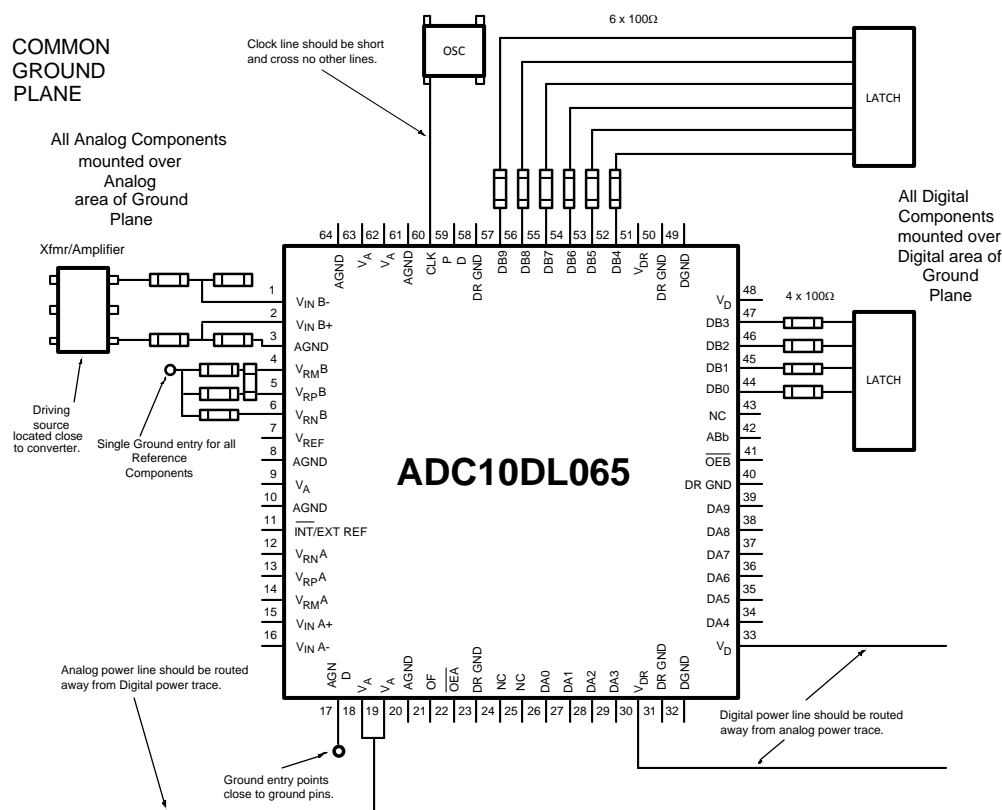 COMMON
GROUND
PLANE
All Analog Components
mounted over
Analog
area of Ground
Plane
Clock line should be short
and cross no other lines.
OSC
6 x 100Ω
LATCH
All Digital
Components
mounted over
Digital area of
Ground
Plane
Xfmr/Amplifier
Driving
source
located close
to converter.
Single Ground entry for all
Reference
Components
64 63 62 61 60 59 58 57 56 55 54 53 52 51 50 49
AGND VA VA AGND CLK PD DR GND DB9 DB8 DB7 DB6 DB5 DB4 VDR DR GND DGND
1 VIN B-
2 VIN B+
3 AGND
4 VRMB
5 VRPB
6 VRNB
7 VREF
8 AGND
9 VA
10 AGND
11 INT/EXT REF
12 VRNA
13 VRPA
14 VRMA
15 VIN A+
16 VIN A-
ADC10DL065
VD 48
DB3 47
DB2 46
DB1 45
DB0 44
NC 43
ABb 42
OEB 41
DR GND 40
DA9 39
DA8 38
DA7 37
DA6 36
DA5 35
DA4 34
VD 33
4 x 100Ω
LATCH
AGND VA VA AGND OF OEA DR GND NC NC DA0 DA1 DA2 DA3 VDR DR GND DGND
17 18 19 20 21 22 23 24 25 26 27 28 29 30 31 32
Analog power line should be routed
away from Digital power trace.
Ground entry points
close to ground pins.
Digital power line should be routed
away from analog power trace.